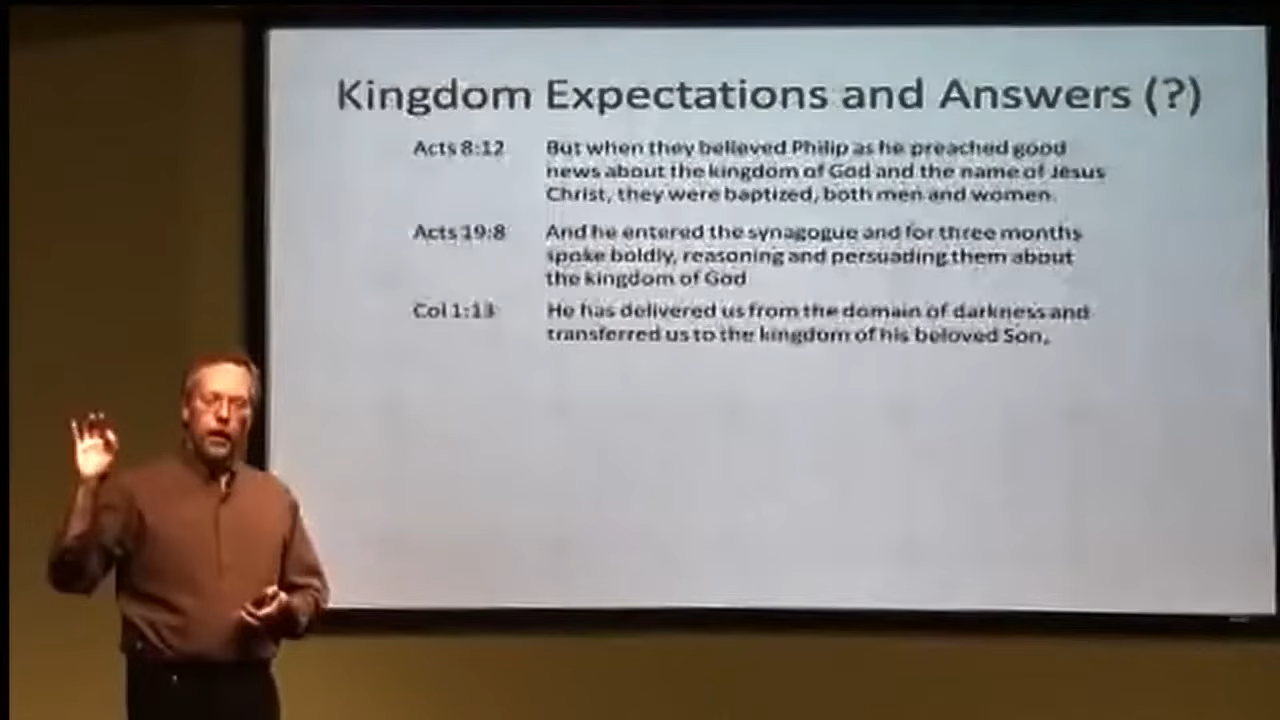 Kingdom Expectations and Answers (?)
Acts 8:12 But when they believed Philip as he preached good
news about the kingdom of God and the name of Jesus
Christ, they were baptized, both men and women.
Acts 19:8 And he entered the synagogue and for three months
spoke boldly, reasoning and persuading them about
the kingdom of God
Col 1:13 He has delivered us from the domain of darkness and
transferred us to the kingdom of his beloved Son,